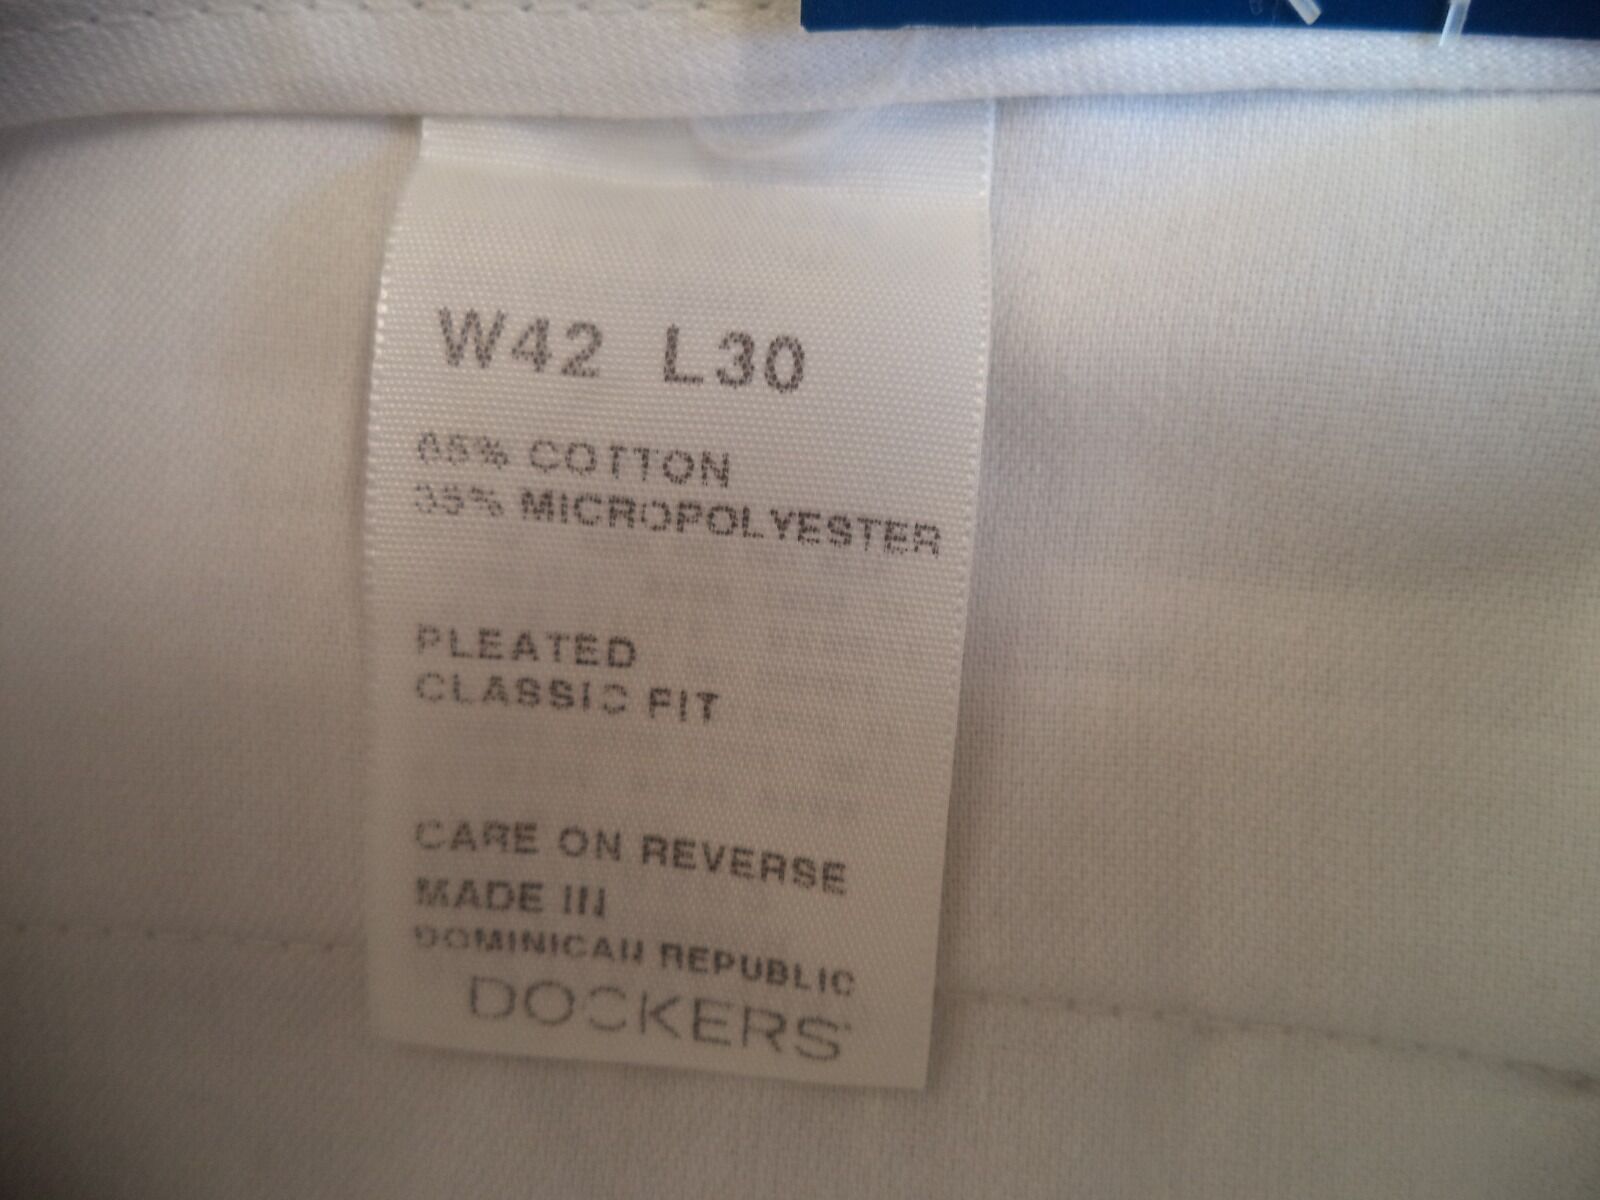 W42 L30
65% COTTON
35% MICROPOLYESTER
PLEATED
CLASSIC FIT
CARE ON REVERSE
MADE IN
DOMINICAN REPUBLIC
DOCKERS